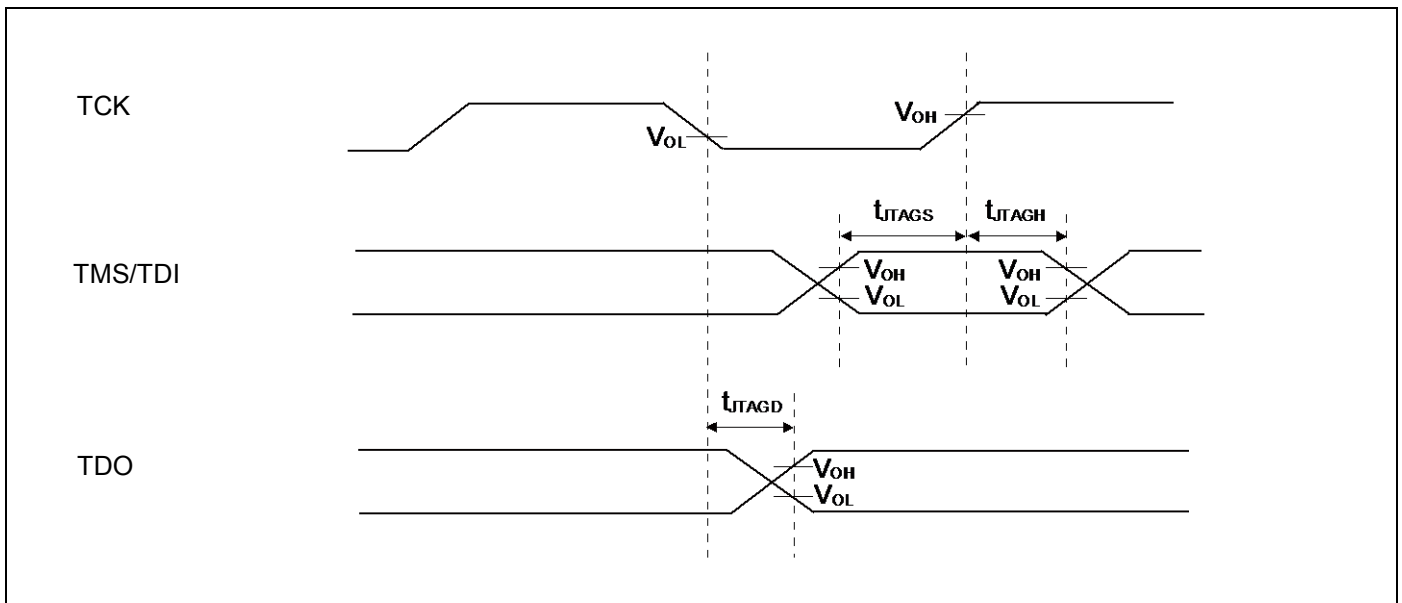 TCK
VOL
VOH
tJTAGS
tJTAGH
TMS/TDI
VOH
VOL
VOH
VOL
tJTAGD
TDO
VOH
VOL